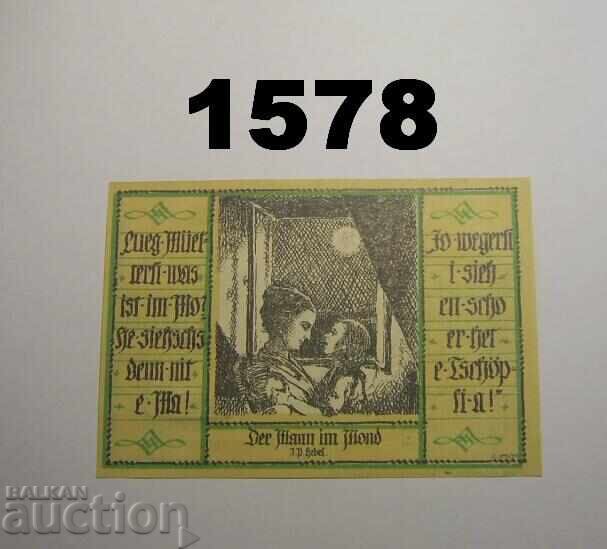 1578
Lueg·Müet-
terli·was
ist·im·Mo?
He·siehschs
denn·nit
e·Ma!
Jo·wegerli
i·sieh
en·scho
er·het
e·Tschöp-
li·a!"
Der Mann im Mond
J.P. Hebel.
BALKAN
auction